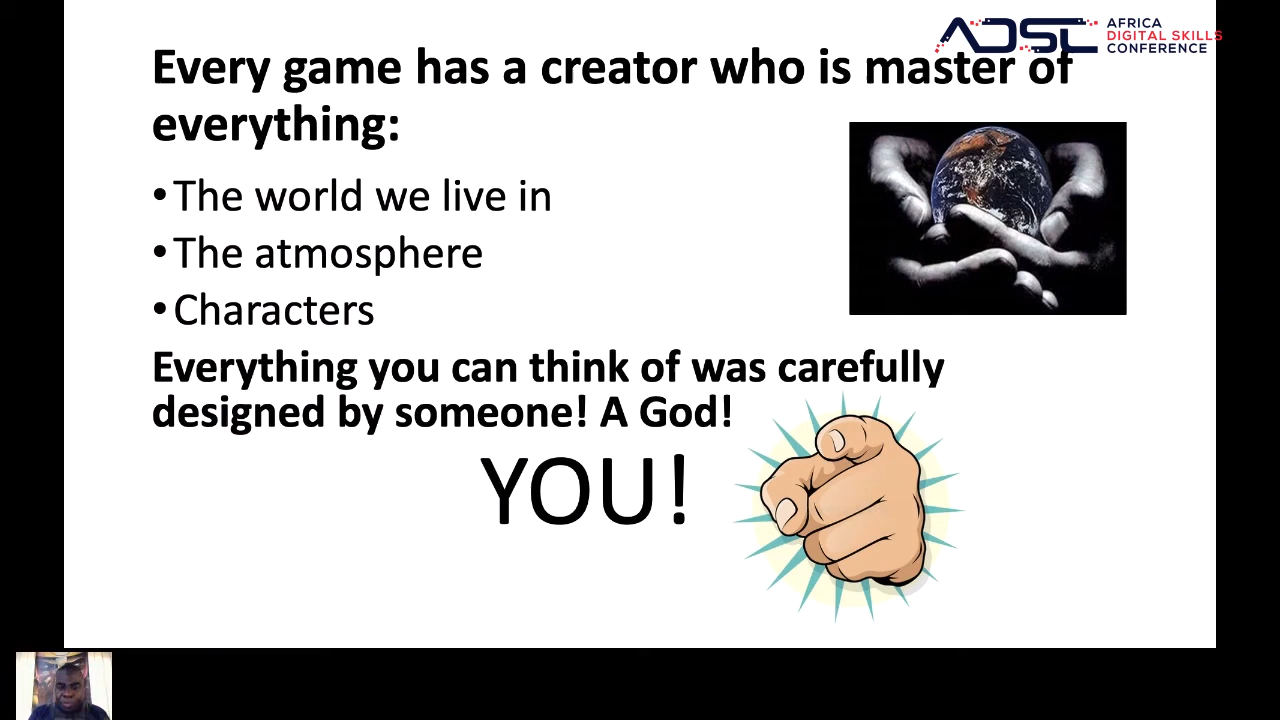 ADSC
AFRICA
DIGITAL SKILLS
CONFERENCE
Every game has a creator who is master of
everything:
•The world we live in
•The atmosphere
•Characters
Everything you can think of was carefully
designed by someone! A God!
YOU!